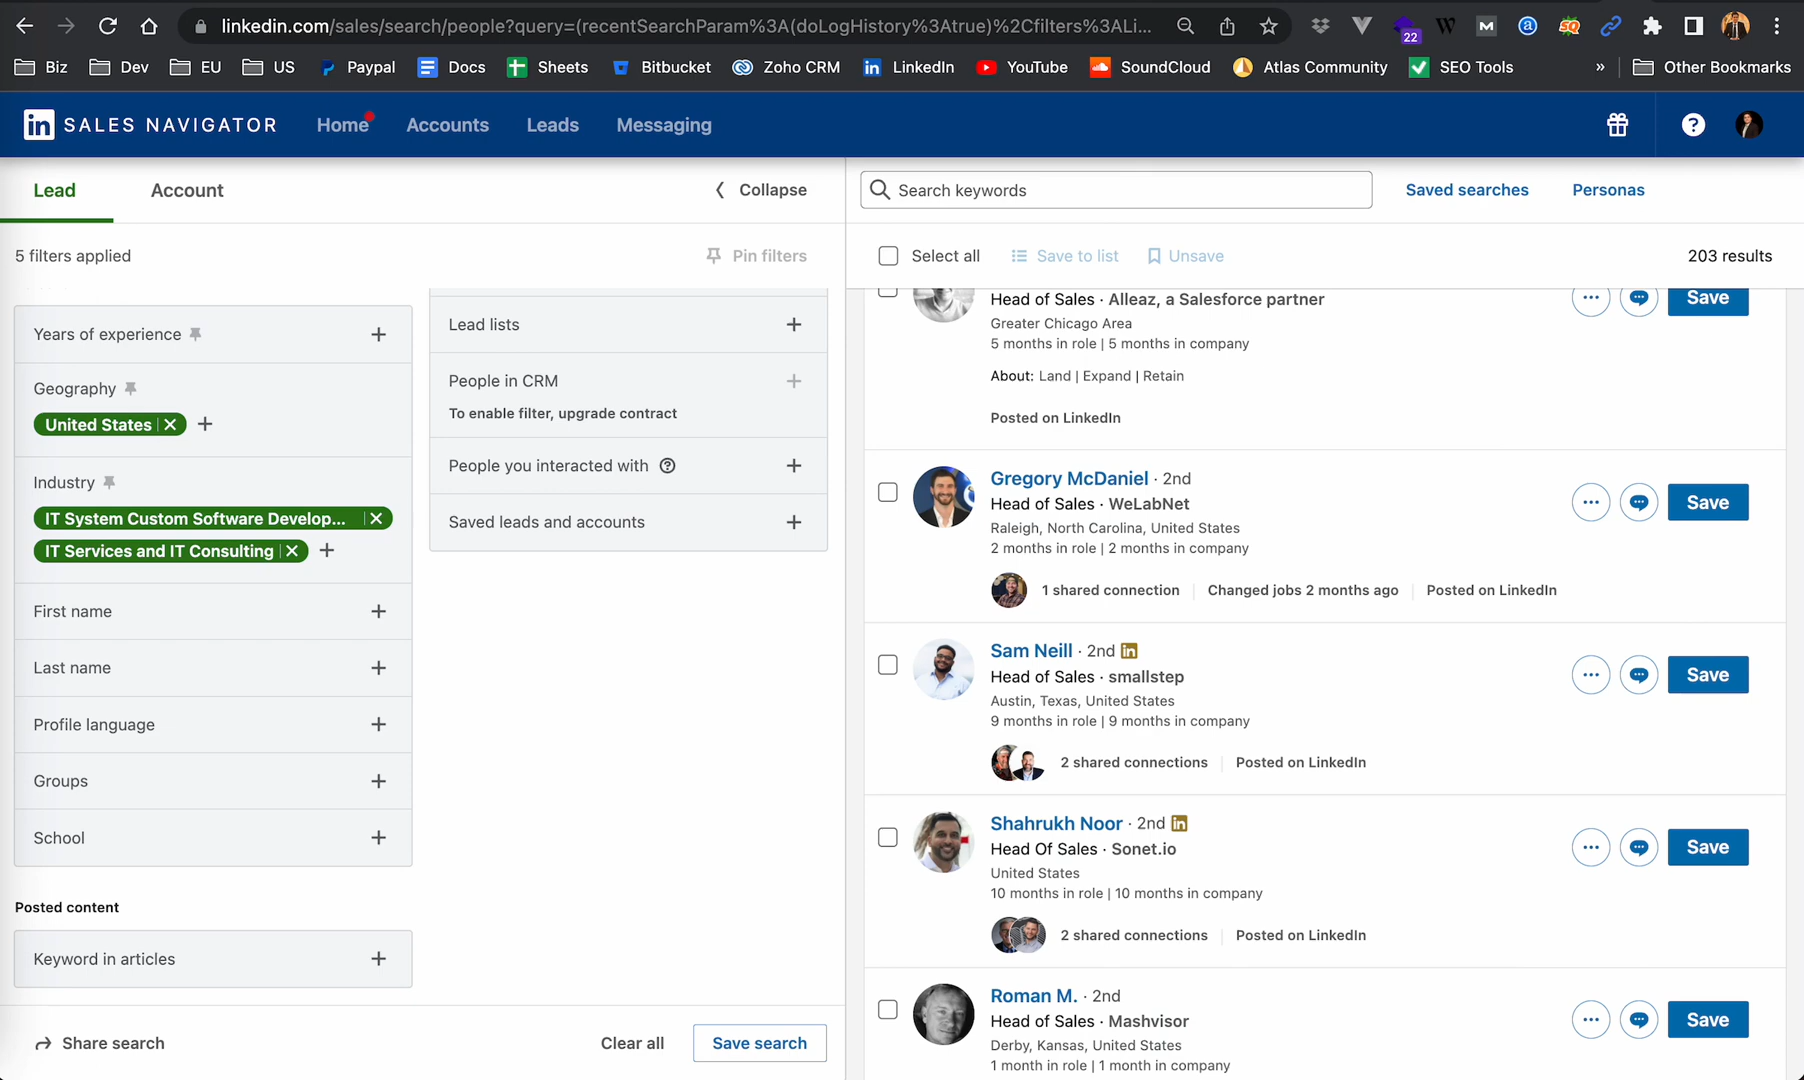 linkedin.com/sales/search/people?query=(recentSearchParam%3A(doLogHistory%3Atrue)%2Cfilters%3ALi...
22
W
M
a
SQ
Biz
Dev
EU
US
Paypal
Docs
Sheets
Bitbucket
Zoho CRM
LinkedIn
YouTube
SoundCloud
Atlas Community
SEO Tools
»
Other Bookmarks
in SALES NAVIGATOR
Home
Accounts
Leads
Messaging
?
Lead
Account
Collapse
5 filters applied
Pin filters
Years of experience +
Geography
United States | X +
Industry
IT System Custom Software Develop... | X
IT Services and IT Consulting | X +
First name +
Last name +
Profile language +
Groups +
School +
Posted content
Keyword in articles +
Share search
Clear all
Save search
Lead lists +
People in CRM +
To enable filter, upgrade contract
People you interacted with ? +
Saved leads and accounts +
Search keywords
Saved searches
Personas
Select all
Save to list
Unsave
203 results
Head of Sales · Alleaz, a Salesforce partner
Greater Chicago Area
5 months in role | 5 months in company
About: Land | Expand | Retain
Posted on LinkedIn
... Save
Gregory McDaniel · 2nd
Head of Sales · WeLabNet
Raleigh, North Carolina, United States
2 months in role | 2 months in company
1 shared connection | Changed jobs 2 months ago | Posted on LinkedIn
... Save
Sam Neill · 2nd in
Head of Sales · smallstep
Austin, Texas, United States
9 months in role | 9 months in company
2 shared connections | Posted on LinkedIn
... Save
Shahrukh Noor · 2nd in
Head Of Sales · Sonet.io
United States
10 months in role | 10 months in company
2 shared connections | Posted on LinkedIn
... Save
Roman M. · 2nd
Head of Sales · Mashvisor
Derby, Kansas, United States
1 month in role | 1 month in company
... Save